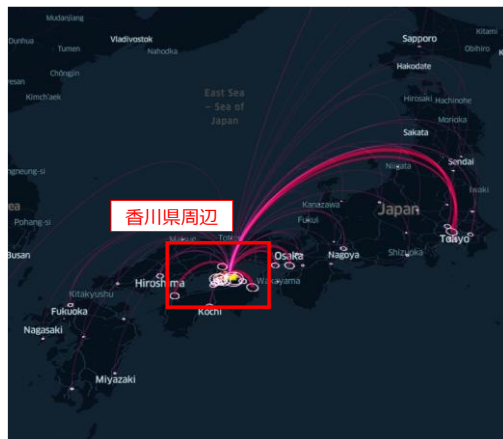 Mudanjiang
Dunhua
Vladivostok
Tumen
Nakhodka
Chŏngjin
Kimch'aek
Sapporo
Kitami
Obihiro
Hakodate
Hirosaki
Hachinohe
Morioka
Sakata
East Sea
– Sea of
Japan
Sendai
Niigata
Iwaki
Kanazawa
Fukui
Japan
Tokyo
Pohang-si
Busan
香川県周辺
Matsue
Osaka
Nagoya
Shizuoka
Hiroshima
Wakayama
Kitakyushu
Kochi
Fukuoka
Nagasaki
Miyazaki